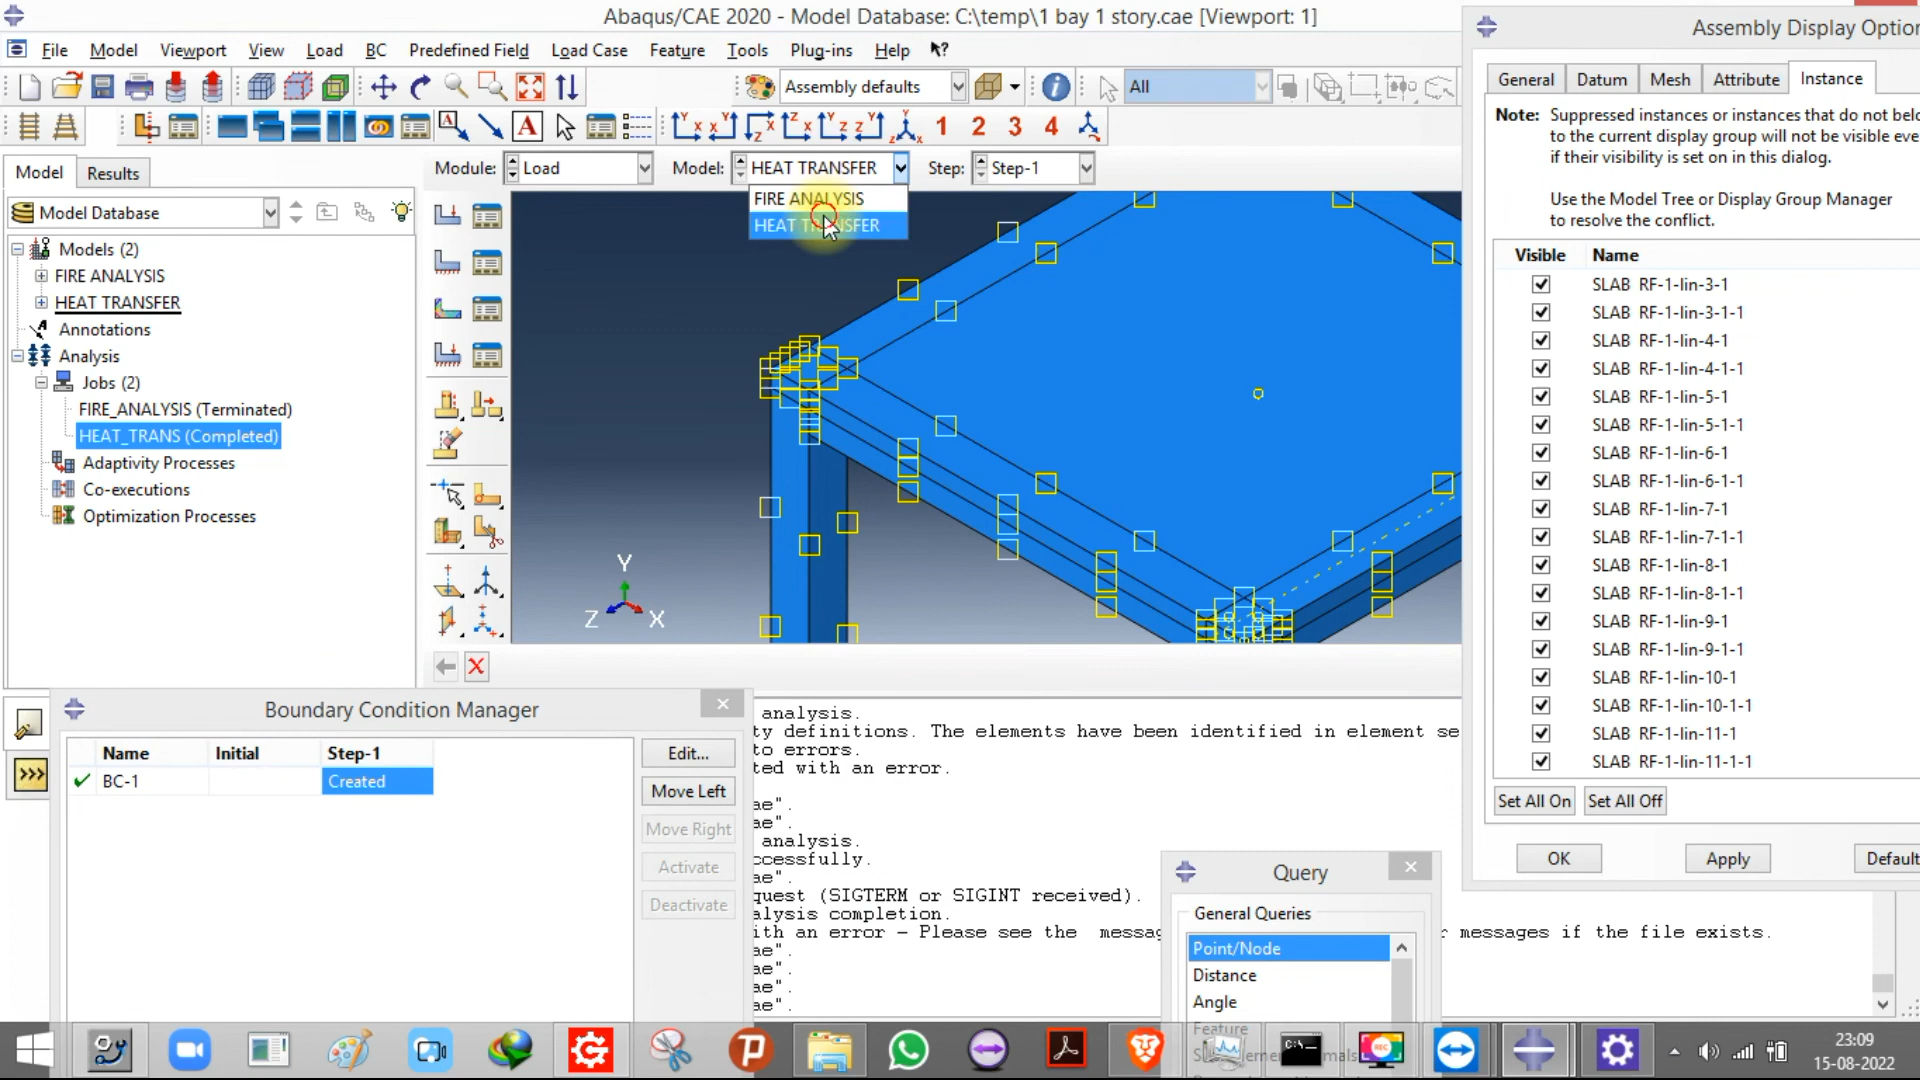 Abaqus/CAE 2020 - Model Database: C:\temp\1 bay 1 story.cae [Viewport: 1]
File Model Viewport View Load BC Predefined Field Load Case Feature Tools Plug-ins Help
Assembly defaults
All
Model Results
Module: Load Model: HEAT TRANSFER Step: Step-1
FIRE ANALYSIS
HEAT TRANSFER
Model Database
Models (2)
FIRE ANALYSIS
HEAT TRANSFER
Annotations
Analysis
Jobs (2)
FIRE_ANALYSIS (Terminated)
HEAT_TRANS (Completed)
Adaptivity Processes
Co-executions
Optimization Processes
Y
Z X
1 2 3 4
Assembly Display Option
General Datum Mesh Attribute Instance
Note: Suppressed instances or instances that do not belo
to the current display group will not be visible eve
if their visibility is set on in this dialog.
Use the Model Tree or Display Group Manager
to resolve the conflict.
Visible Name
SLAB RF-1-lin-3-1
SLAB RF-1-lin-3-1-1
SLAB RF-1-lin-4-1
SLAB RF-1-lin-4-1-1
SLAB RF-1-lin-5-1
SLAB RF-1-lin-5-1-1
SLAB RF-1-lin-6-1
SLAB RF-1-lin-6-1-1
SLAB RF-1-lin-7-1
SLAB RF-1-lin-7-1-1
SLAB RF-1-lin-8-1
SLAB RF-1-lin-8-1-1
SLAB RF-1-lin-9-1
SLAB RF-1-lin-9-1-1
SLAB RF-1-lin-10-1
SLAB RF-1-lin-10-1-1
SLAB RF-1-lin-11-1
SLAB RF-1-lin-11-1-1
Set All On Set All Off
OK Apply Default
Boundary Condition Manager
Name Initial Step-1
BC-1 Created
Edit...
Move Left
Move Right
Activate
Deactivate
analysis.
ty definitions. The elements have been identified in element se
to errors.
ted with an error.
ae".
ae".
analysis.
ccessfully.
ae".
quest (SIGTERM or SIGINT received).
alysis completion.
ith an error - Please see the messag
r messages if the file exists.
ae".
ae".
ae".
ae".
Query
General Queries
Point/Node
Distance
Angle
Feature
23:09
15-08-2022